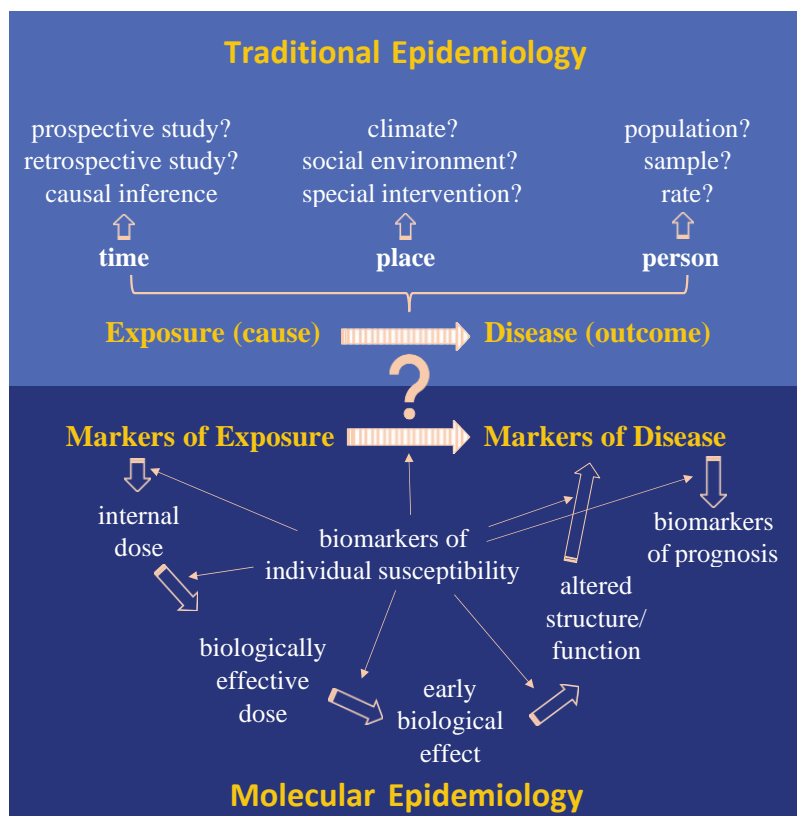 Traditional Epidemiology
prospective study?
retrospective study?
causal inference
climate?
social environment?
special intervention?
population?
sample?
rate?
time
place
person
Exposure (cause)
Disease (outcome)
?
Markers of Exposure
Markers of Disease
internal
dose
biomarkers of
individual susceptibility
biomarkers
of prognosis
altered
structure/
function
biologically
effective
dose
early
biological
effect
Molecular Epidemiology